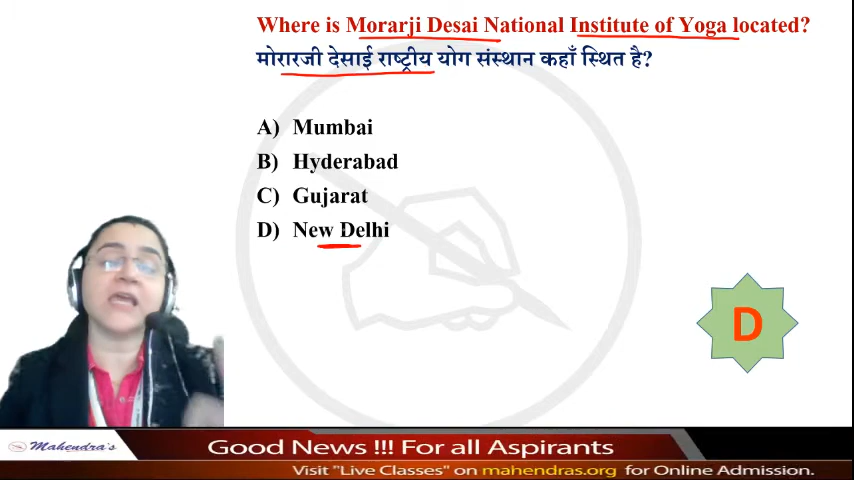 Where is Morarji Desai National Institute of Yoga located?
मोरारजी देसाई राष्ट्रीय योग संस्थान कहाँ स्थित है?
A) Mumbai
B) Hyderabad
C) Gujarat
D) New Delhi
D
Mahendra's
Good News !!! For all Aspirants
Visit "Live Classes" on mahendras.org for Online Admission.